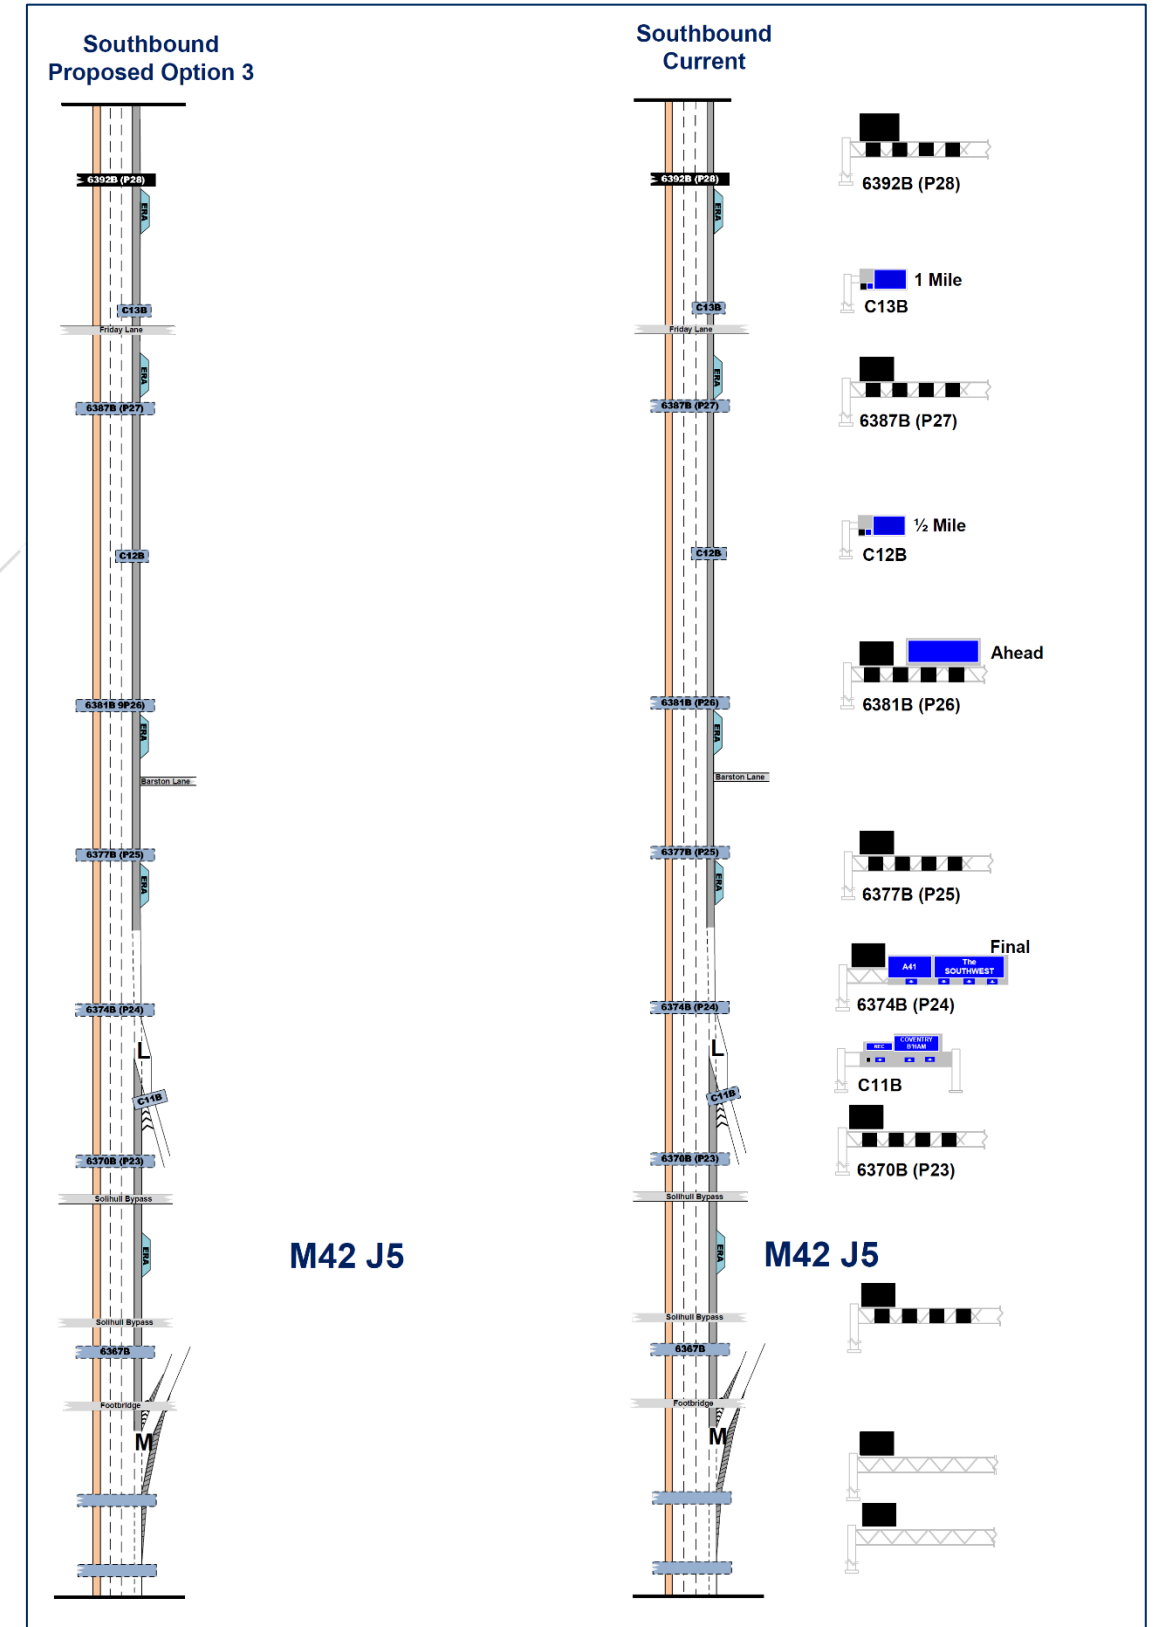 Southbound
Proposed Option 3
6392B (P28)
ERA
C13B
Friday Lane
ERA
6387B (P27)
C12B
6381B 9P26)
ERA
Barston Lane
6377B (P25)
ERA
6374B (P24)
L
C11B
6370B (P23)
Solihull Bypass
ERA
M42 J5
Solihull Bypass
6367B
Footbridge
M
Southbound
Current
6392B (P28)
ERA
C13B
Friday Lane
ERA
6387B (P27)
C12B
6381B (P26)
ERA
Barston Lane
6377B (P25)
ERA
6374B (P24)
L
C11B
6370B (P23)
Solihull Bypass
ERA
M42 J5
Solihull Bypass
6367B
Footbridge
M
6392B (P28)
1 Mile
C13B
6387B (P27)
½ Mile
C12B
Ahead
6381B (P26)
6377B (P25)
Final
A41
The
SOUTHWEST
6374B (P24)
NEC
COVENTRY
B'HAM
C11B
6370B (P23)